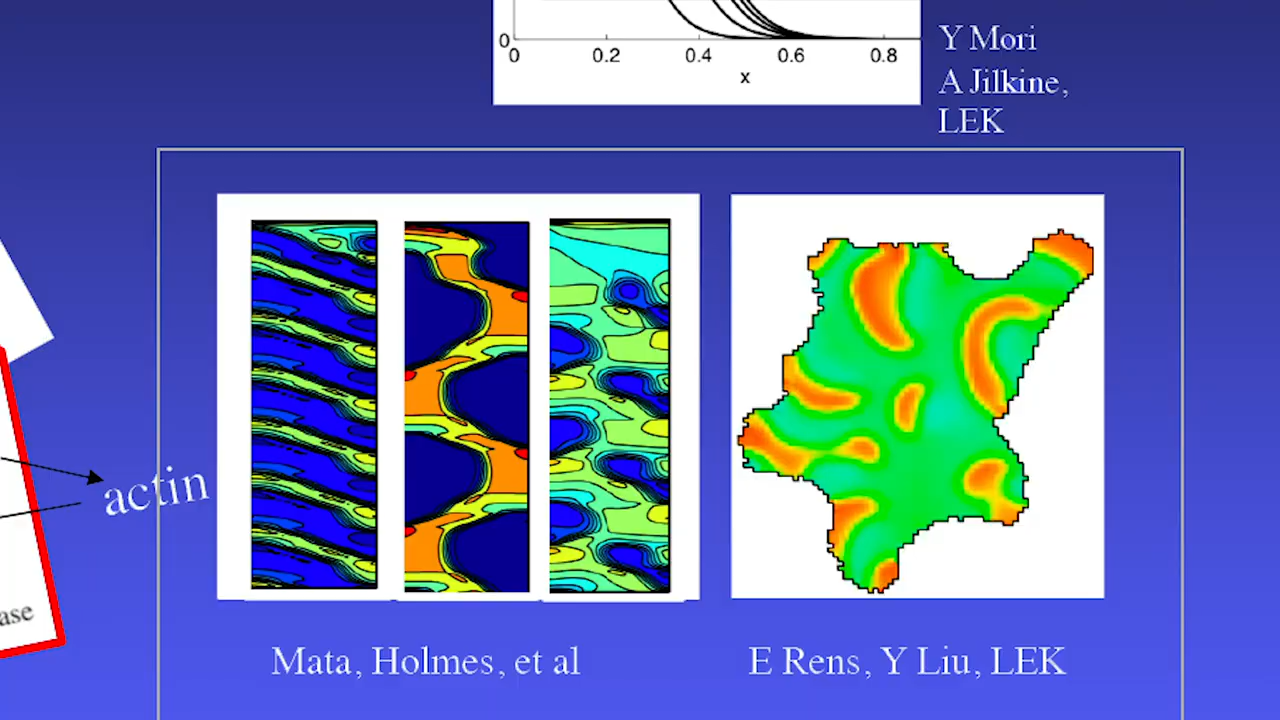 0
0
0.2
0.4
0.6
0.8
x
Y Mori
A Jilkine,
LEK
actin
ase
Mata, Holmes, et al
E Rens, Y Liu, LEK